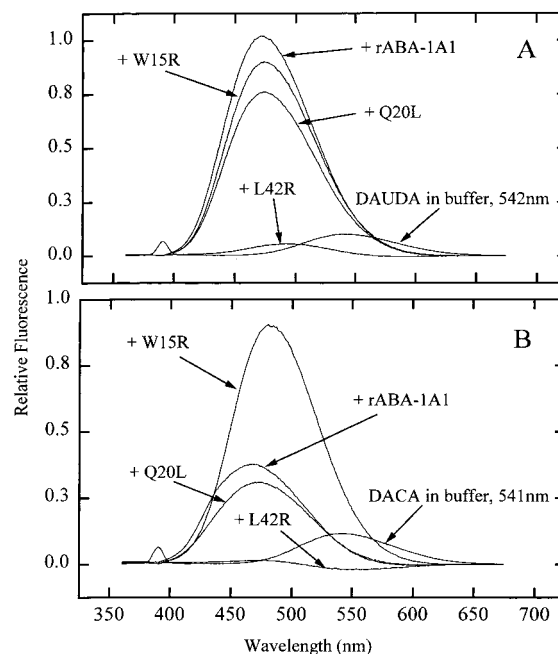 A
1.0
0.8
0.5
0.3
0.0
+ rABA-1A1
+ W15R
+ Q20L
+ L42R
DAUDA in buffer, 542nm
B
1.0
0.8
0.5
0.3
0.0
+ W15R
+ rABA-1A1
+ Q20L
DACA in buffer, 541nm
+ L42R
Relative Fluorescence
350 400 450 500 550 600 650 700
Wavelength (nm)